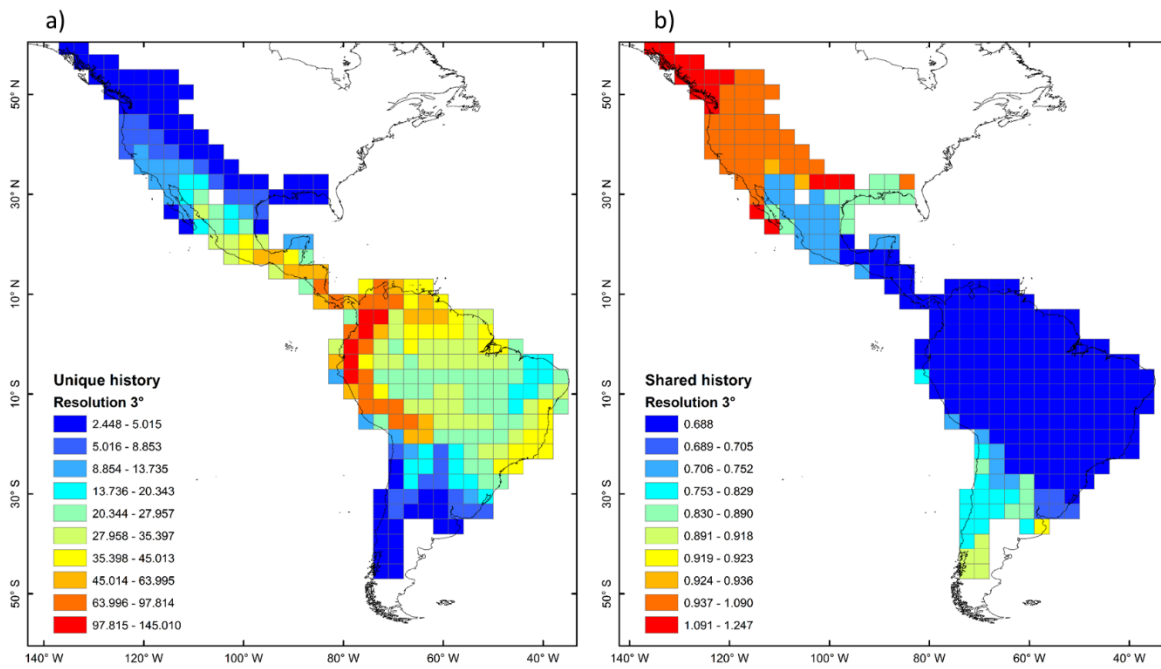 a)
b)
50° N
30° N
10° N
10° S
30° S
50° S
Unique history
Resolution 3°
2.448 - 5.015
5.016 - 8.853
8.854 - 13.735
13.736 - 20.343
20.344 - 27.957
27.958 - 35.397
35.398 - 45.013
45.014 - 63.995
63.996 - 97.814
97.815 - 145.010
140° W
120° W
100° W
80° W
60° W
40° W
50° N
30° N
10° N
10° S
30° S
50° S
Shared history
Resolution 3°
0.688
0.689 - 0.705
0.706 - 0.752
0.753 - 0.829
0.830 - 0.890
0.891 - 0.918
0.919 - 0.923
0.924 - 0.936
0.937 - 1.090
1.091 - 1.247
140° W
120° W
100° W
80° W
60° W
40° W